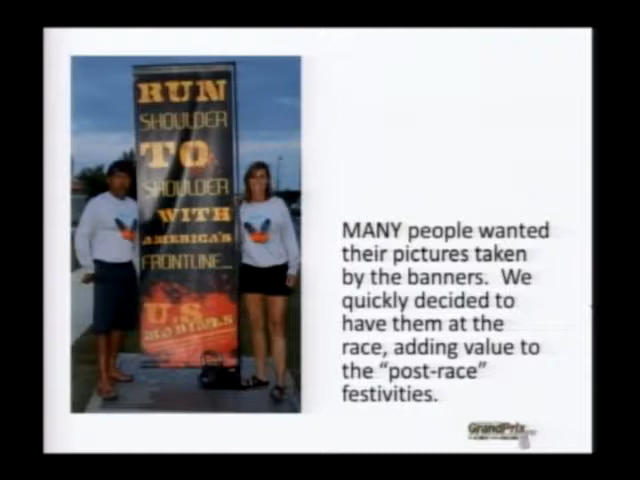 RUN
SHOULDER
TO
SHOULDER
WITH
AMERICA'S
FRONTLINE...
U.S.
MARINES
MANY people wanted
their pictures taken
by the banners. We
quickly decided to
have them at the
race, adding value to
the “post-race”
festivities.
GrandPrix